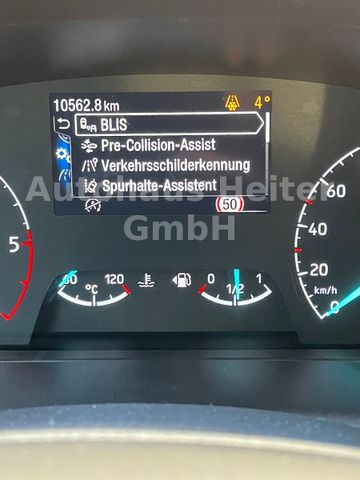 10562.8 km 4°
BLIS
Pre-Collision-Assist
Verkehrsschilderkennung
Spurhalte-Assistent
50
Autohaus Heiter
GmbH
5
60
40
20
0
km/h
120
°C
0 1/2 1